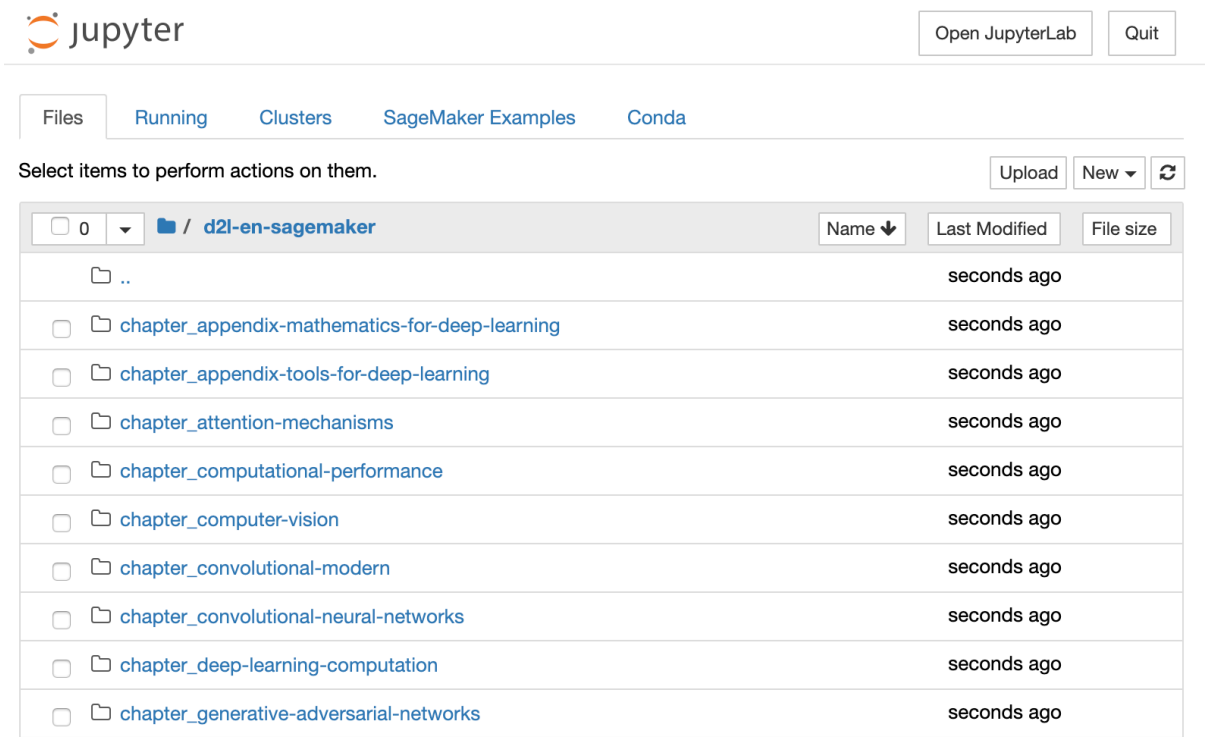 jupyter Open JupyterLab Quit
Files Running Clusters SageMaker Examples Conda
Select items to perform actions on them. Upload New
0 / d2l-en-sagemaker Name Last Modified File size
.. seconds ago
chapter_appendix-mathematics-for-deep-learning seconds ago
chapter_appendix-tools-for-deep-learning seconds ago
chapter_attention-mechanisms seconds ago
chapter_computational-performance seconds ago
chapter_computer-vision seconds ago
chapter_convolutional-modern seconds ago
chapter_convolutional-neural-networks seconds ago
chapter_deep-learning-computation seconds ago
chapter_generative-adversarial-networks seconds ago